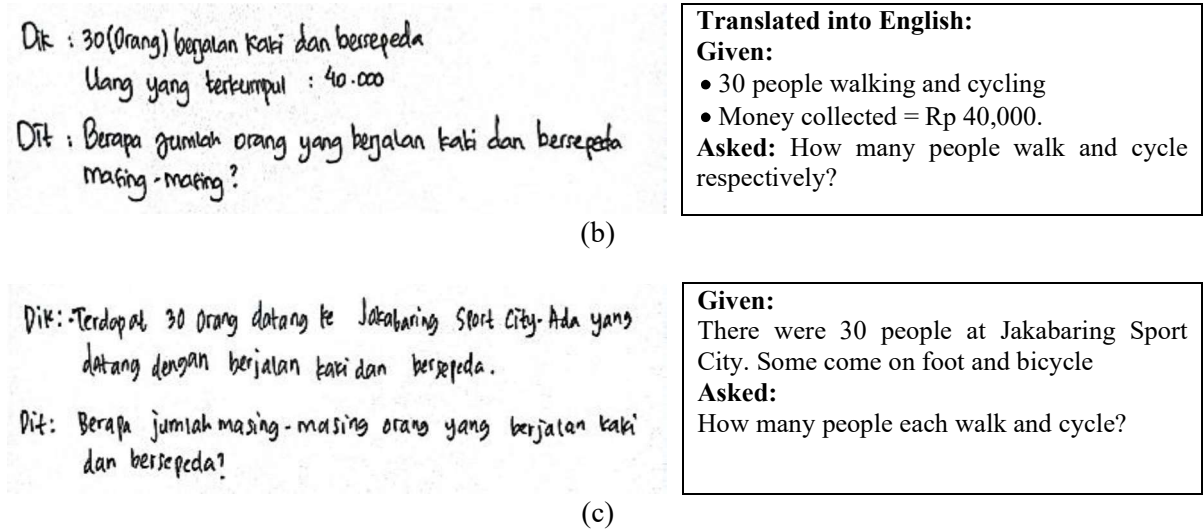 Dik : 30 (Orang) berjalan kaki dan bersepeda
Uang yang terkumpul : 40.000
Dit : Berapa jumlah orang yang berjalan kaki dan bersepeda
masing-masing?
Translated into English:
Given:
• 30 people walking and cycling
• Money collected = Rp 40,000.
Asked: How many people walk and cycle
respectively?
(b)
Dik: -Terdapat 30 orang datang ke Jakabaring Sport City. Ada yang
datang dengan berjalan kaki dan bersepeda.
Dit: Berapa jumlah masing-masing orang yang berjalan kaki
dan bersepeda?
Given:
There were 30 people at Jakabaring Sport
City. Some come on foot and bicycle
Asked:
How many people each walk and cycle?
(c)